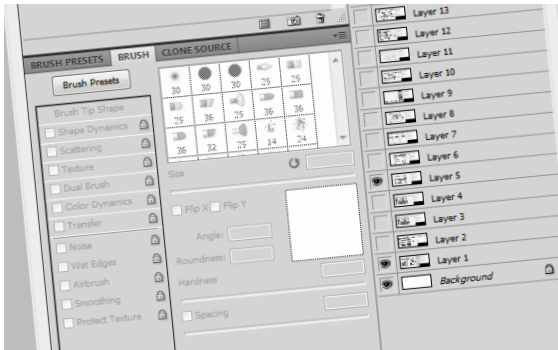 BRUSH PRESETS BRUSH CLONE SOURCE
Brush Presets
Brush Tip Shape
Shape Dynamics
Scattering
Texture
Dual Brush
Color Dynamics
Transfer
Noise
Wet Edges
Airbrush
Smoothing
Protect Texture
30 30 30 25 25
25 36 25 36 36
36 32 25 14 24
Size
Flip X Flip Y
Angle:
Roundness:
Hardness
Spacing
Layer 13
Layer 12
Layer 11
Layer 10
Layer 9
Layer 8
Layer 7
Layer 6
Layer 5
Layer 4
Layer 3
Layer 2
Layer 1
Background